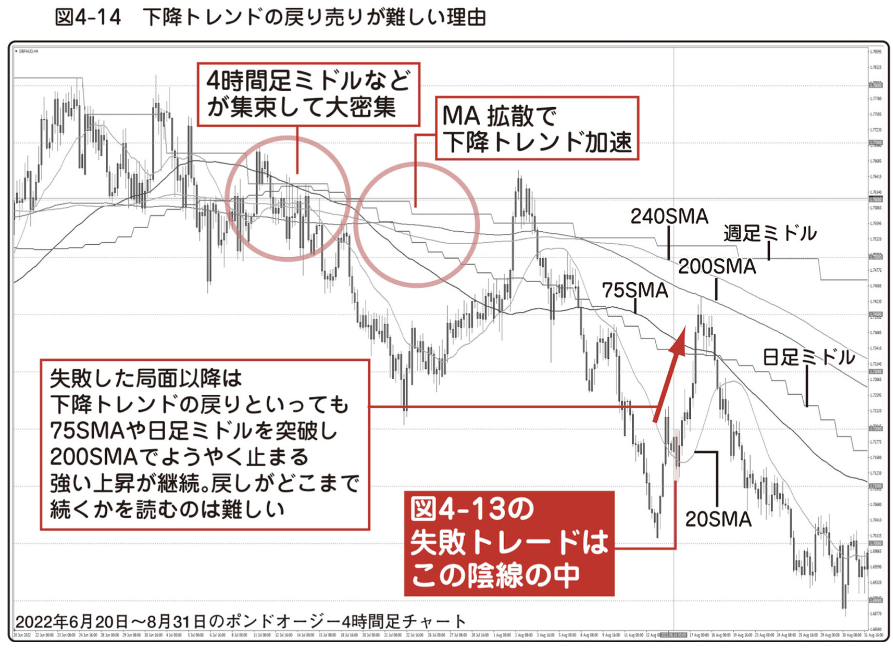 図4-14　下降トレンドの戻り売りが難しい理由
4時間足ミドルなど
が集束して大密集
MA 拡散で
下降トレンド加速
240SMA
週足ミドル
200SMA
75SMA
日足ミドル
失敗した局面以降は
下降トレンドの戻りといっても
75SMAや日足ミドルを突破し
200SMAでようやく止まる
強い上昇が継続。戻しがどこまで
続くかを読むのは難しい
図4-13の
失敗トレードは
この陰線の中
20SMA
2022年6月20日～8月31日のポンドオージー4時間足チャート